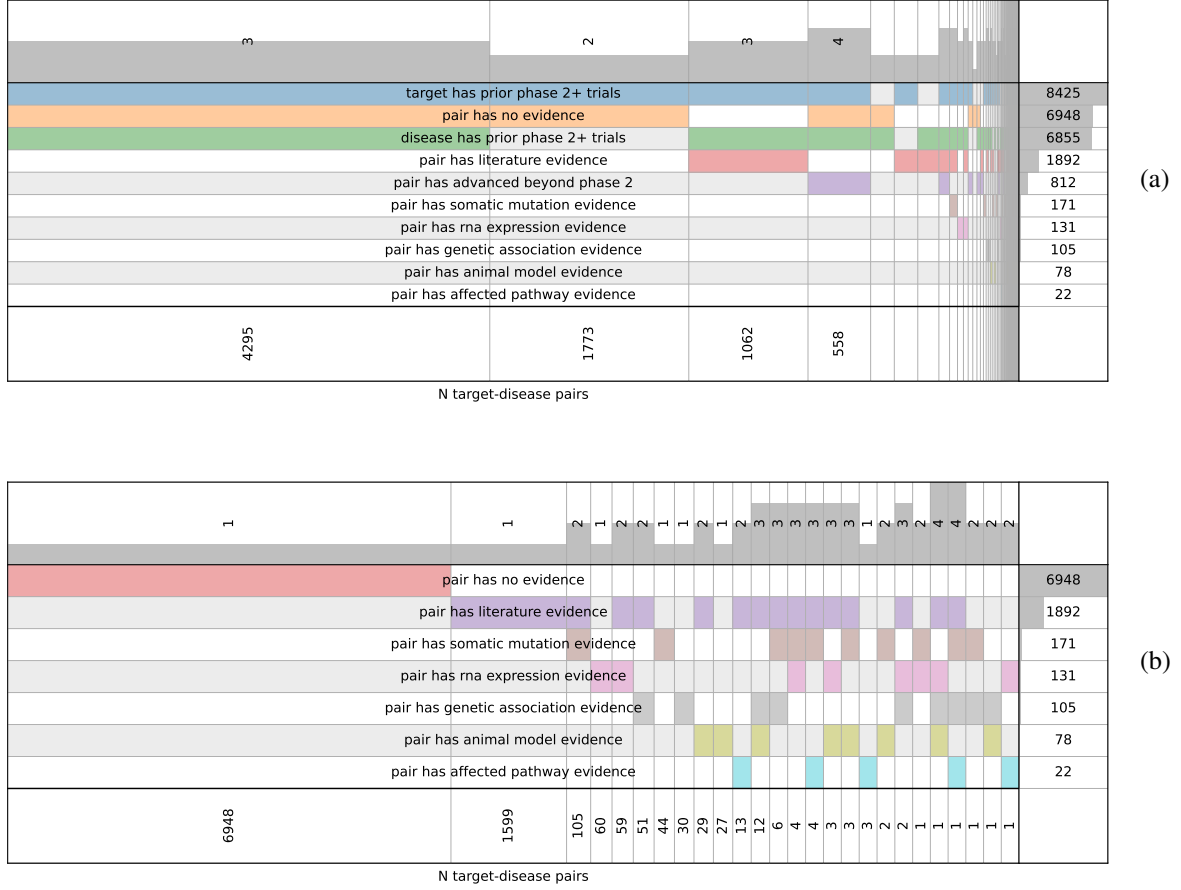 3 2 3 4
target has prior phase 2+ trials 8425
pair has no evidence 6948
disease has prior phase 2+ trials 6855
pair has literature evidence 1892
pair has advanced beyond phase 2 812
pair has somatic mutation evidence 171
pair has rna expression evidence 131
pair has genetic association evidence 105
pair has animal model evidence 78
pair has affected pathway evidence 22
4295 1773 1062 558
N target-disease pairs
(a)
1 1 2 1 2 2 1 1 2 1 2 3 3 3 3 3 1 2 3 2 4 4 2 2 2
pair has no evidence 6948
pair has literature evidence 1892
pair has somatic mutation evidence 171
pair has rna expression evidence 131
pair has genetic association evidence 105
pair has animal model evidence 78
pair has affected pathway evidence 22
6948 1599 105 60 59 51 44 30 29 27 13 12 6 4 4 3 3 3 2 2 1 1 1 1 1 1
N target-disease pairs
(b)